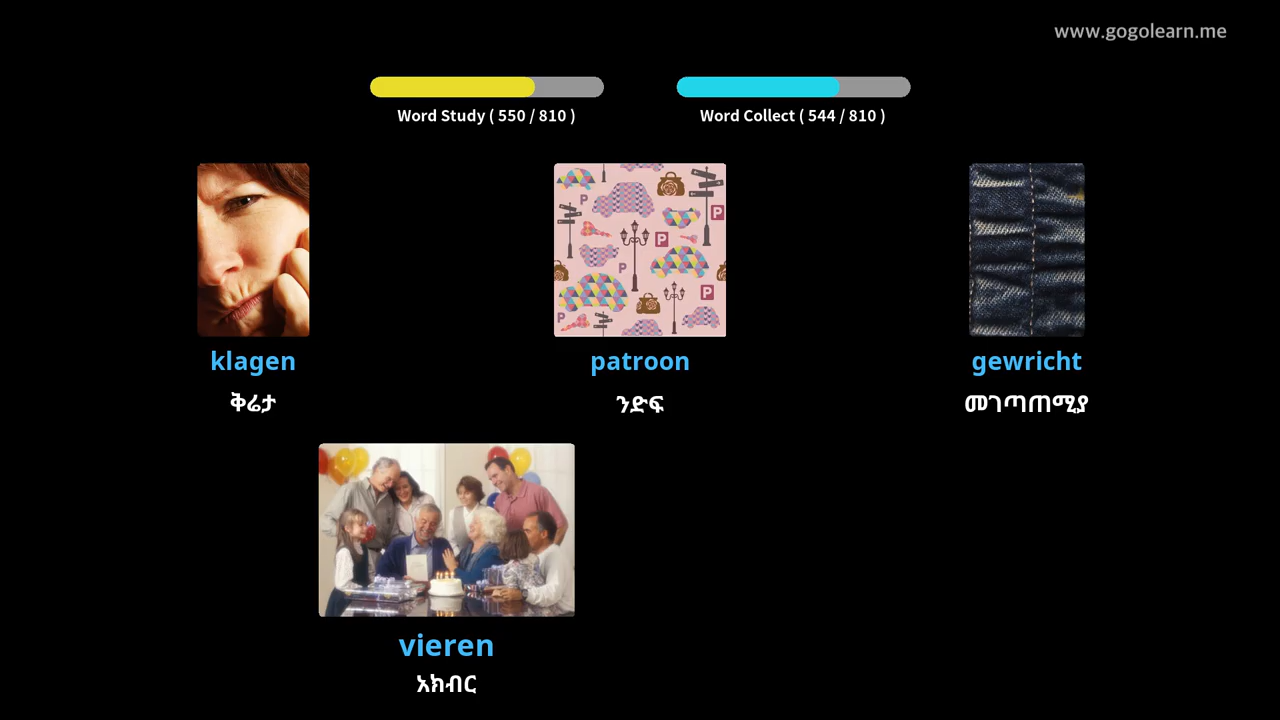 www.gogolearn.me
Word Study ( 550 / 810 )
Word Collect ( 544 / 810 )
P
P
P
P
P
P
klagen
patroon
gewricht
ቅሬታ
ንድፍ
መገጣጠሚያ
vieren
አክብር